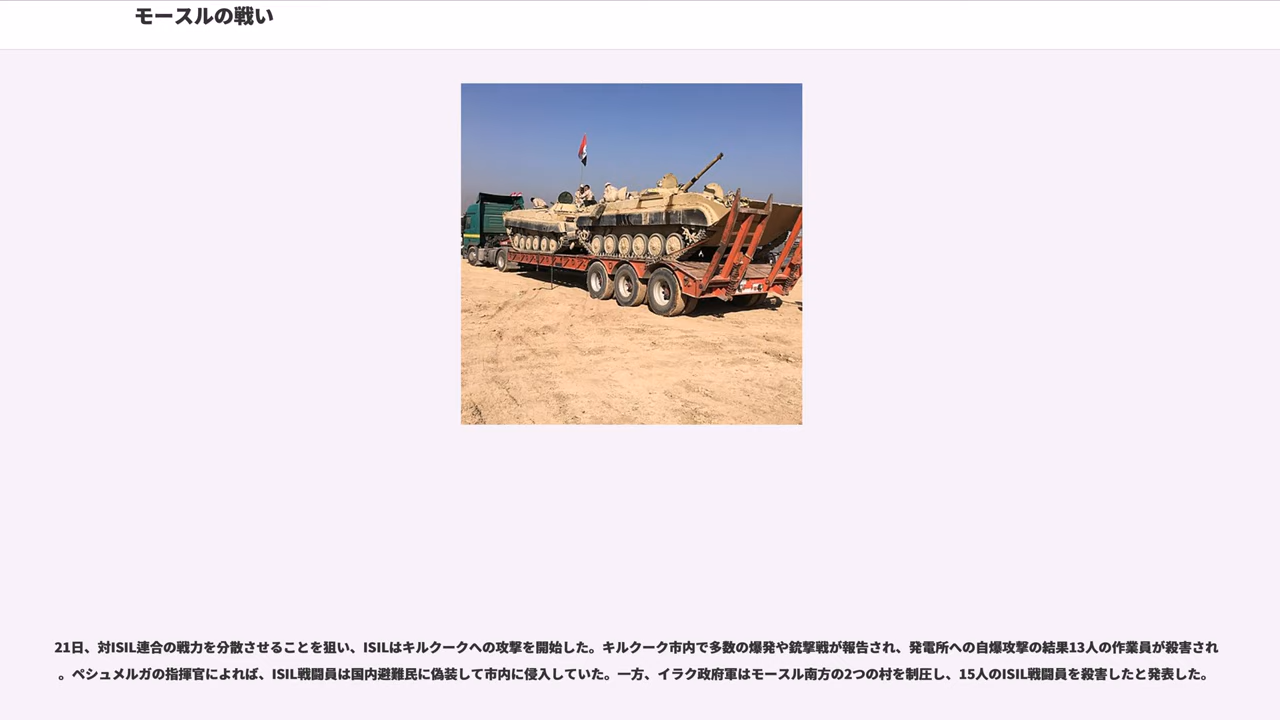 モースルの戦い
21日、対ISIL連合の戦力を分散させることを狙い、ISILはキルクークへの攻撃を開始した。キルクーク市内で多数の爆発や銃撃戦が報告され、発電所への自爆攻撃の結果13人の作業員が殺害され
。ペシュメルガの指揮官によれば、ISIL戦闘員は国内避難民に偽装して市内に侵入していた。一方、イラク政府軍はモースル南方の2つの村を制圧し、15人のISIL戦闘員を殺害したと発表した。